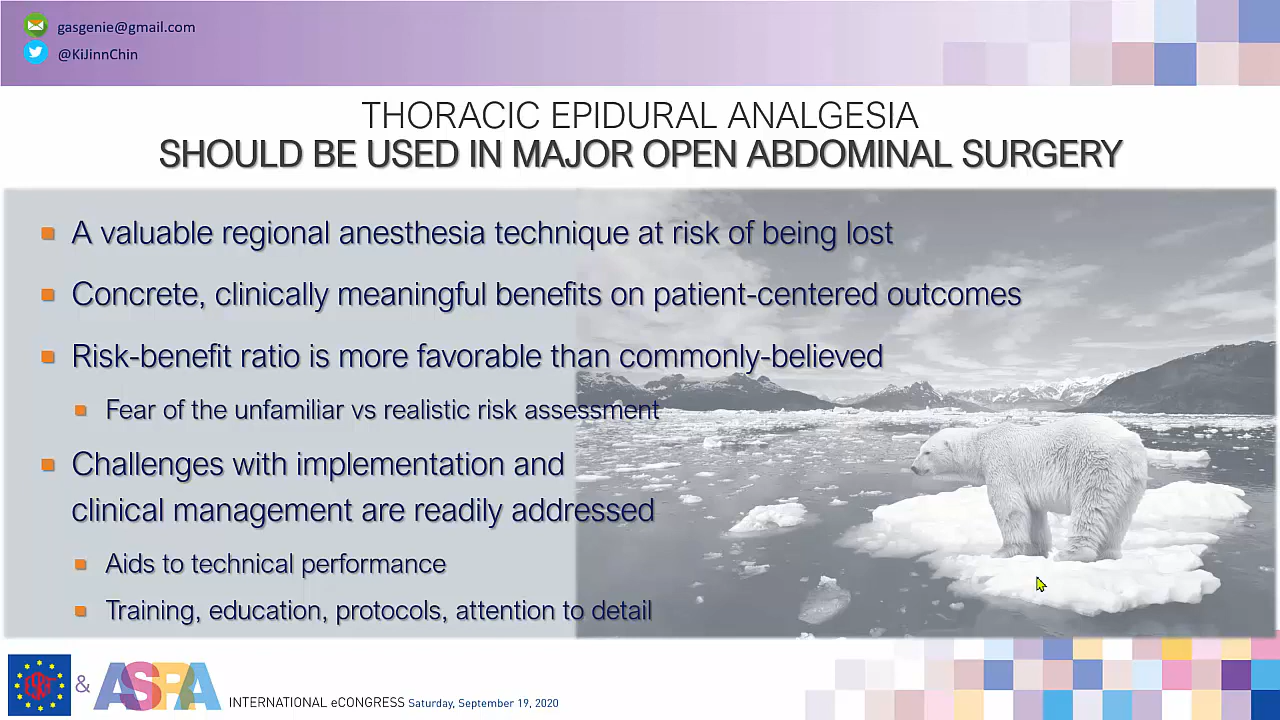 gasgenie@gmail.com
@KiJinnChin
THORACIC EPIDURAL ANALGESIA
SHOULD BE USED IN MAJOR OPEN ABDOMINAL SURGERY
A valuable regional anesthesia technique at risk of being lost
Concrete, clinically meaningful benefits on patient-centered outcomes
Risk-benefit ratio is more favorable than commonly-believed
Fear of the unfamiliar vs realistic risk assessment
Challenges with implementation and
clinical management are readily addressed
Aids to technical performance
Training, education, protocols, attention to detail
& ASRA INTERNATIONAL eCONGRESS Saturday, September 19, 2020